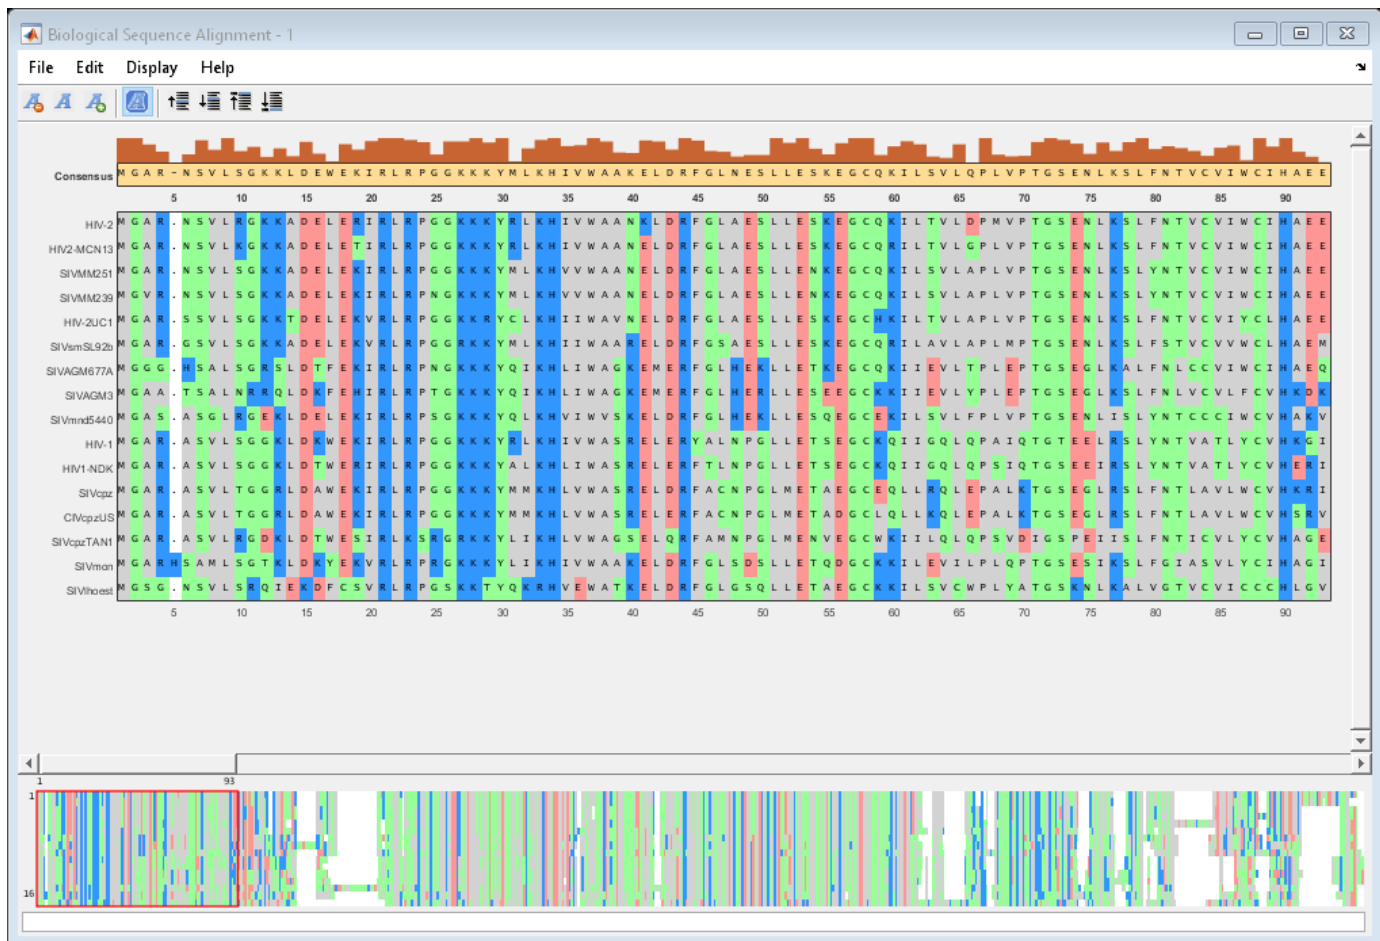 Biological Sequence Alignment - 1
File Edit Display Help
Consensus M G A R - N S V L S G K K L D E W E K I R L R P G G K K K Y M L K H I V W A A K E L D R F G L N E S L L E S K E G C Q K I L S V L Q P L V P T G S E N L K S L F N T V C V I W C I H A E E
5 10 15 20 25 30 35 40 45 50 55 60 65 70 75 80 85 90
HIV-2 M G A R . N S V L R G K K A D E L E R I R L R P G G K K K Y R L K H I V W A A N K L D R F G L A E S L L E S K E G C Q K I L T V L D P M V P T G S E N L K S L F N T V C V I W C I H A E E
HIV2-MCN13 M G A R . N S V L K G K K A D E L E T I R L R P G G K K K Y R L K H I V W A A N E L D R F G L A E S L L E S K E G C Q R I L T V L G P L V P T G S E N L K S L F N T V C V I W C I H A E E
SIVMM251 M G A R . N S V L S G K K A D E L E K I R L R P G G K K K Y M L K H V V W A A N E L D R F G L A E S L L E N K E G C Q K I L S V L A P L V P T G S E N L K S L Y N T V C V I W C I H A E E
SIVMM239 M G V R . N S V L S G K K A D E L E K I R L R P N G K K K Y M L K H V V W A A N E L D R F G L A E S L L E N K E G C Q K I L S V L A P L V P T G S E N L K S L Y N T V C V I W C I H A E E
HIV-2UC1 M G A R . S S V L S G K K T D E L E K V R L R P G G K K R Y C L K H I I W A V N E L D R F G L A E S L L E S K E G C H K I L T V L A P L V P T G S E N L K S L F N T V C V I Y C L H A E E
SIVsmSL92b M G A R . G S V L S G K K A D E L E K V R L R P G G K K K Y M L K H I I W A A R E L D R F G S A E S L L E S K E G C Q R I L A V L A P L M P T G S E N L K S L F S T V C V V W C L H A E M
SIVAGM677A M G G G . H S A L S G R S L D T F E K I R L R P N G K K K Y Q I K H L I W A G K E M E R F G L H E K L L E T K E G C Q K I I E V L T P L E P T G S E G L K A L F N L C C V I W C I H A E Q
SIVAGM3 M G A A . T S A L N R R Q L D K F E H I R L R P T G K K K Y Q I K H L I W A G K E M E R F G L H E R L L E S E E G C K K I I E V L Y P L E P T G S E G L K S L F N L V C V L F C V H K D K
SIVmnd5440 M G A S . A S G L R G E K L D E L E K I R L R P S G K K K Y Q L K H V I W V S K E L D R F G L H E K L L E S Q E G C E K I L S V L F P L V P T G S E N L I S L Y N T C C C I W C V H A K V
HIV-1 M G A R . A S V L S G G K L D K W E K I R L R P G G K K K Y R L K H I V W A S R E L E R Y A L N P G L L E T S E G C K Q I I G Q L Q P A I Q T G T E E L R S L Y N T V A T L Y C V H K G I
HIV1-NDK M G A R . A S V L S G G K L D T W E R I R L R P G G K K K Y A L K H L I W A S R E L E R F T L N P G L L E T S E G C K Q I I G Q L Q P S I Q T G S E E I R S L Y N T V A T L Y C V H E R I
SIVcpz M G A R . A S V L T G G R L D A W E K I R L R P G G K K K Y M M K H L V W A S R E L D R F A C N P G L M E T A E G C E Q L L R Q L E P A L K T G S E G L R S L F N T L A V L W C V H K R I
CIVcpzUS M G A R . A S V L T G G R L D A W E K I R L R P G G K K K Y M M K H L V W A S R E L E R F A C N P G L M E T A D G C L Q L L K Q L E P A L K T G S E G L R S L F N T L A V L W C V H S R V
SIVcpzTAN1 M G A R . A S V L R G D K L D T W E S I R L K S R G R K K Y L I K H L V W A G S E L Q R F A M N P G L M E N V E G C W K I I L Q L Q P S V D I G S P E I I S L F N T I C V L Y C V H A G E
SIVmon M G A R H S A M L S G T K L D K Y E K V R L R P R G K K K Y L I K H I V W A A K E L D R F G L S D S L L E T Q D G C K K I L E V I L P L Q P T G S E S I K S L F G I A S V L Y C I H A G I
SIVlhoest M G S G . N S V L S R Q I E K D F C S V R L R P G S K K T Y Q K R H V E W A T K E L D R F G L G S Q L L E T A E G C K K I L S V C W P L Y A T G S K N L K A L V G T V C V I C C C H L G V
5 10 15 20 25 30 35 40 45 50 55 60 65 70 75 80 85 90
1 93
1
16